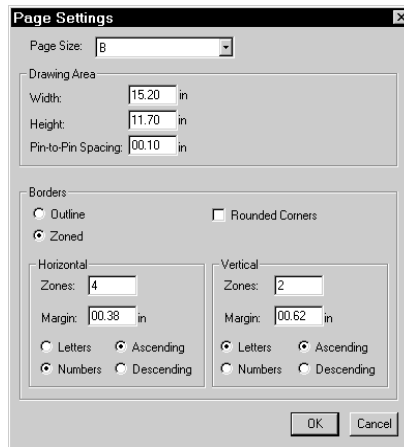 Page Settings
Page Size: B
Drawing Area
Width: 15.20 in
Height: 11.70 in
Pin-to-Pin Spacing: 00.10 in
Borders
Outline Rounded Corners
Zoned
Horizontal Vertical
Zones: 4 Zones: 2
Margin: 00.38 in Margin: 00.62 in
Letters Ascending Letters Ascending
Numbers Descending Numbers Descending
OK Cancel